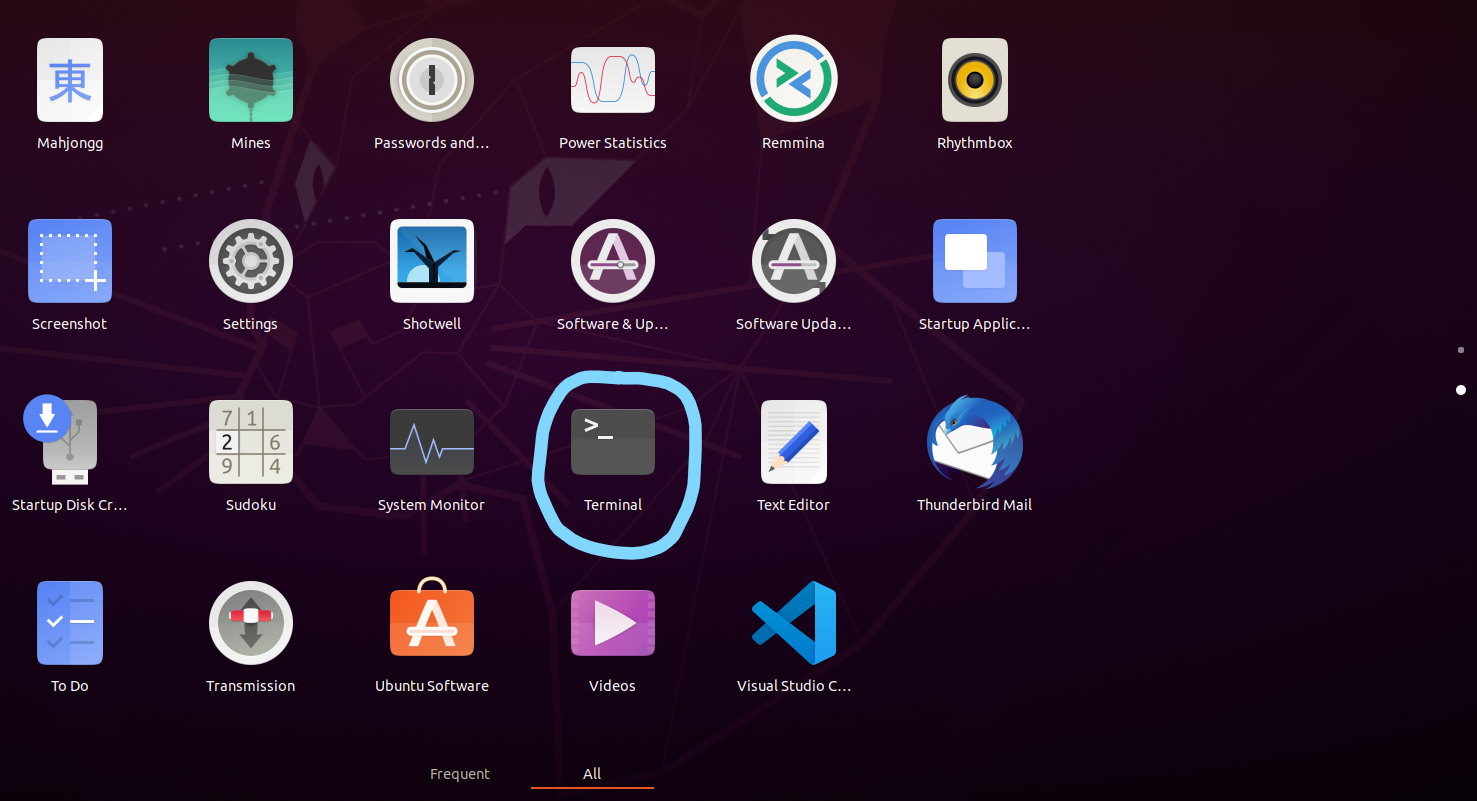 東
Mahjongg
Mines
Passwords and…
Power Statistics
Remmina
Rhythmbox
Screenshot
Settings
Shotwell
Software & Up…
Software Upda…
Startup Applic…
7 1
2 6
9 4
>_
Startup Disk Cr…
Sudoku
System Monitor
Terminal
Text Editor
Thunderbird Mail
To Do
Transmission
Ubuntu Software
Videos
Visual Studio C…
Frequent
All